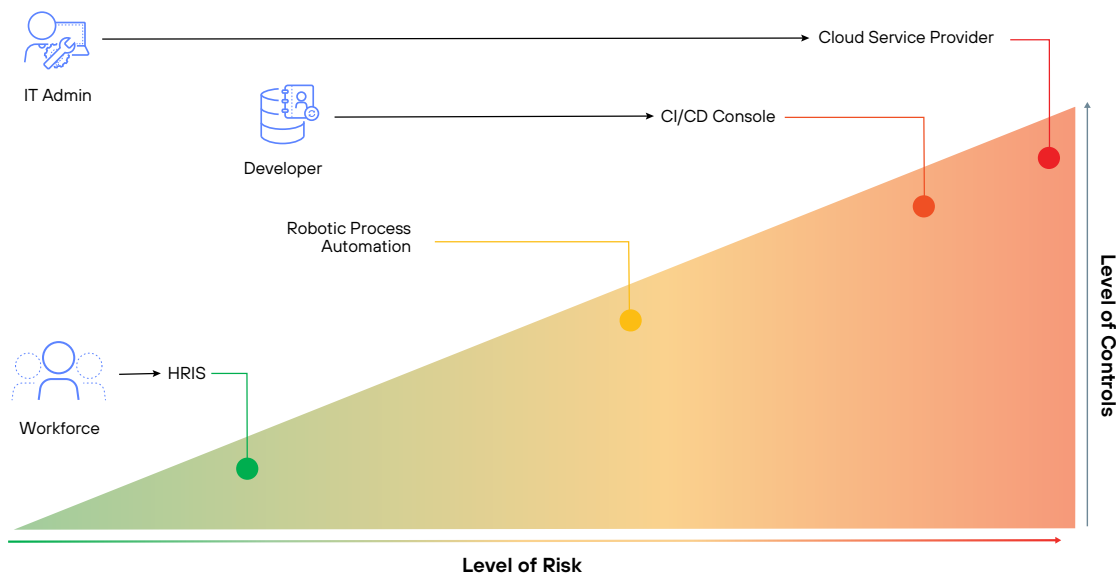 Cloud Service Provider
IT Admin
CI/CD Console
Developer
Robotic Process
Automation
HRIS
Workforce
Level of Controls
Level of Risk